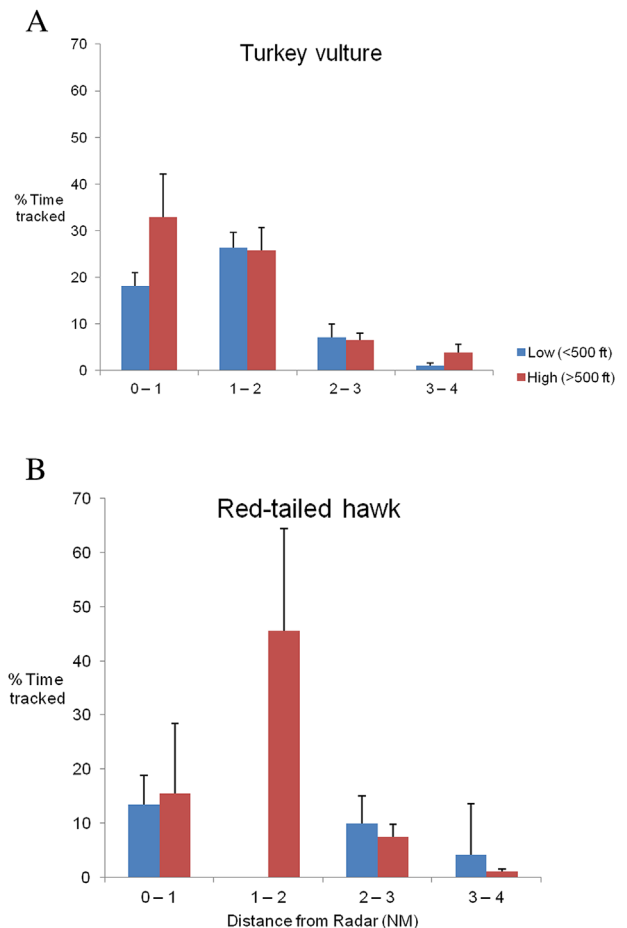 A
Turkey vulture
70
60
50
40
30
20
10
0
% Time
tracked
0 – 1
1 – 2
2 – 3
3 – 4
Low (<500 ft)
High (>500 ft)
B
Red-tailed hawk
70
60
50
40
30
20
10
0
% Time
tracked
0 – 1
1 – 2
2 – 3
3 – 4
Distance from Radar (NM)